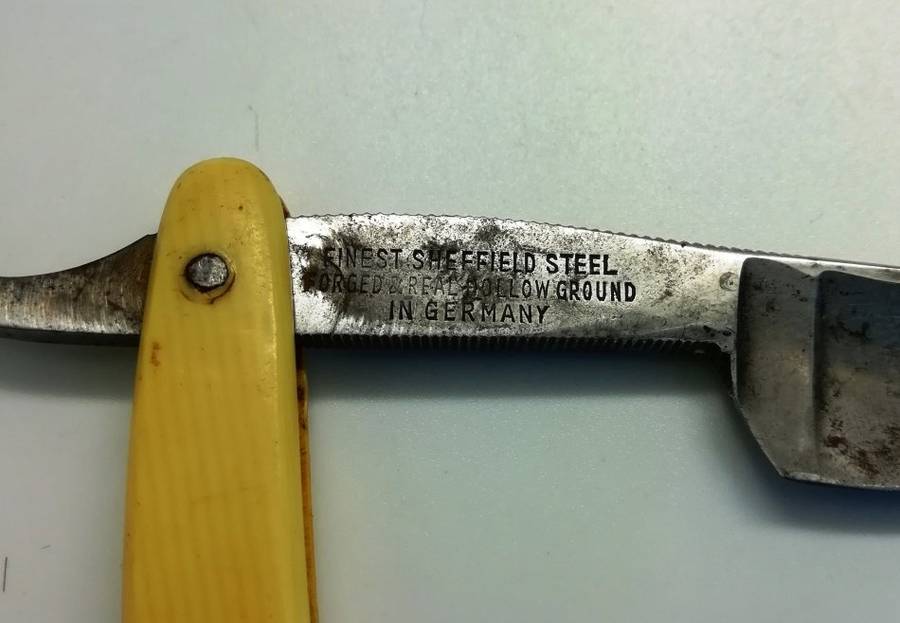 FINEST SHEFFIELD STEEL
FORGED & REAL HOLLOW GROUND
IN GERMANY